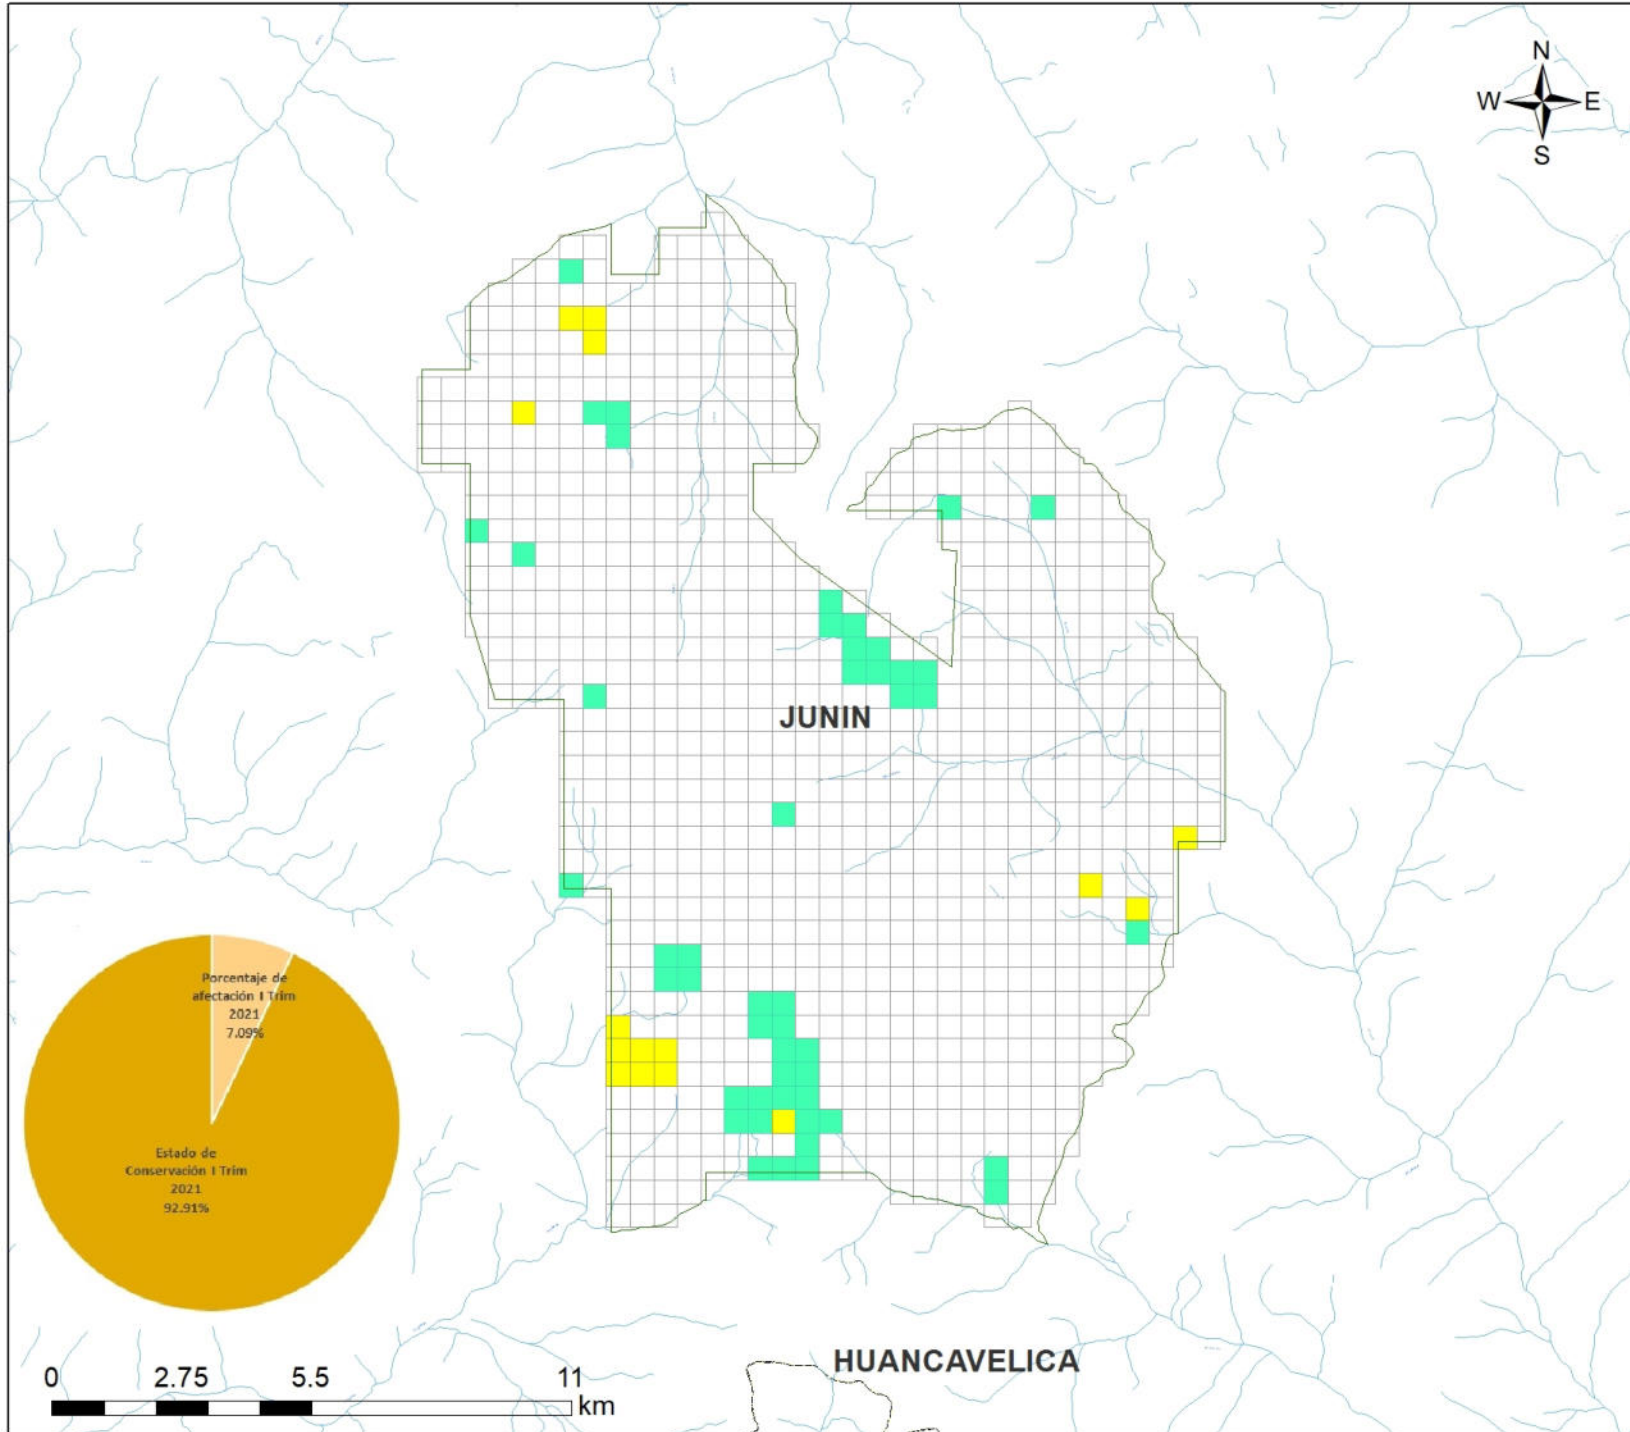 N
W E
S
JUNIN
Porcentaje de
afectación I Trim
2021
7.09%
Estado de
Conservación I Trim
2021
92.91%
HUANCAVELICA
0 2.75 5.5 11
km